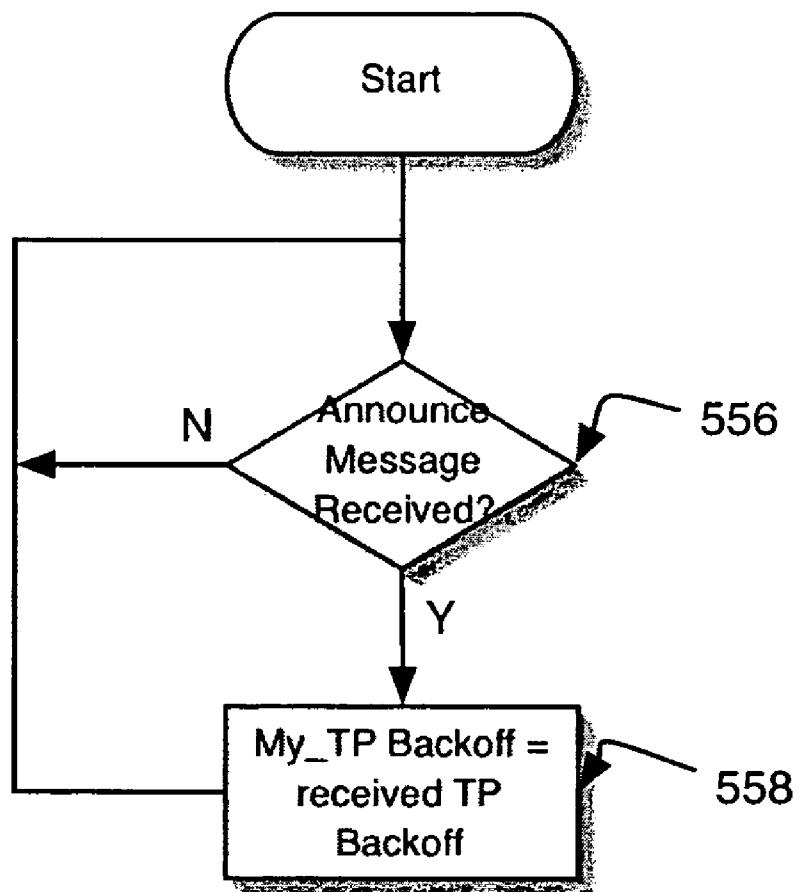 Start
Announce
Message
Received?
556
N
Y
My_TP Backoff =
received TP
Backoff
558